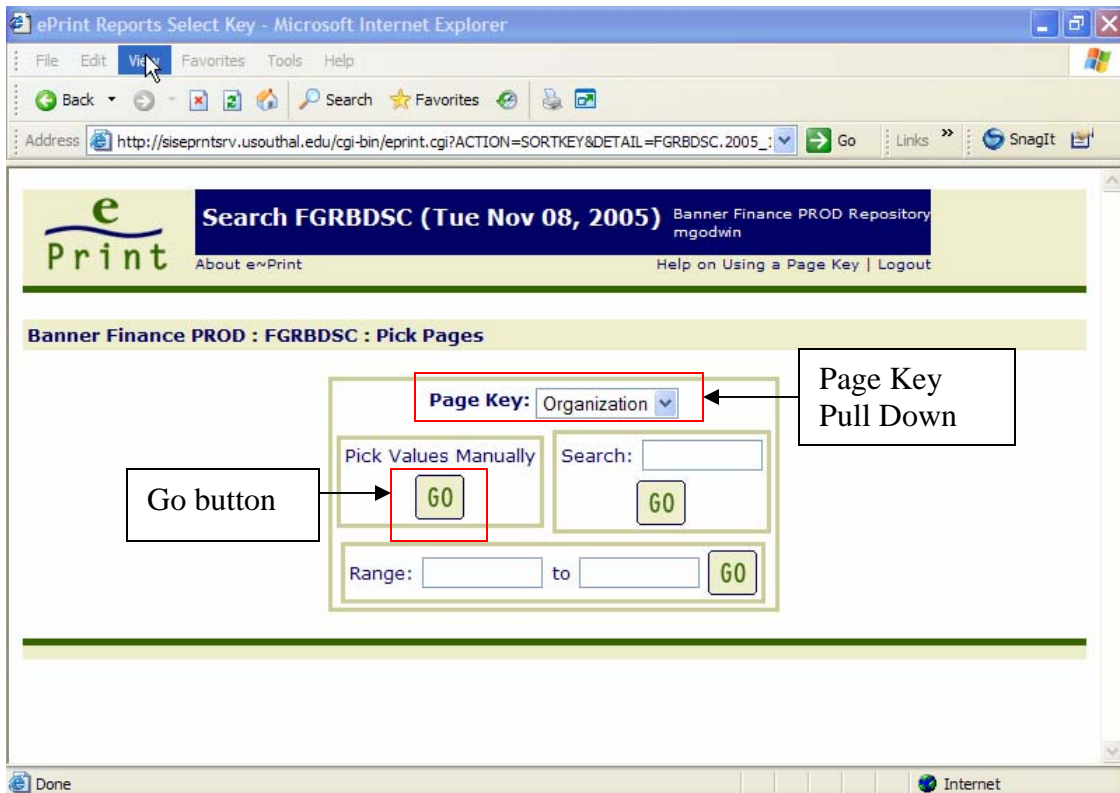 ePrint Reports Select Key - Microsoft Internet Explorer
File Edit View Favorites Tools Help
Back Search Favorites
Address http://siseprntsrv.usouthal.edu/cgi-bin/eprint.cgi?ACTION=SORTKEY&DETAIL=FGRBDSC.2005_ Go Links » SnagIt
e
Print
Search FGRBDSC (Tue Nov 08, 2005) Banner Finance PROD Repository
mgodwin
About e~Print Help on Using a Page Key | Logout
Banner Finance PROD : FGRBDSC : Pick Pages
Page Key: Organization
Page Key
Pull Down
Pick Values Manually
GO
Search:
GO
Go button
Range: to GO
Done Internet